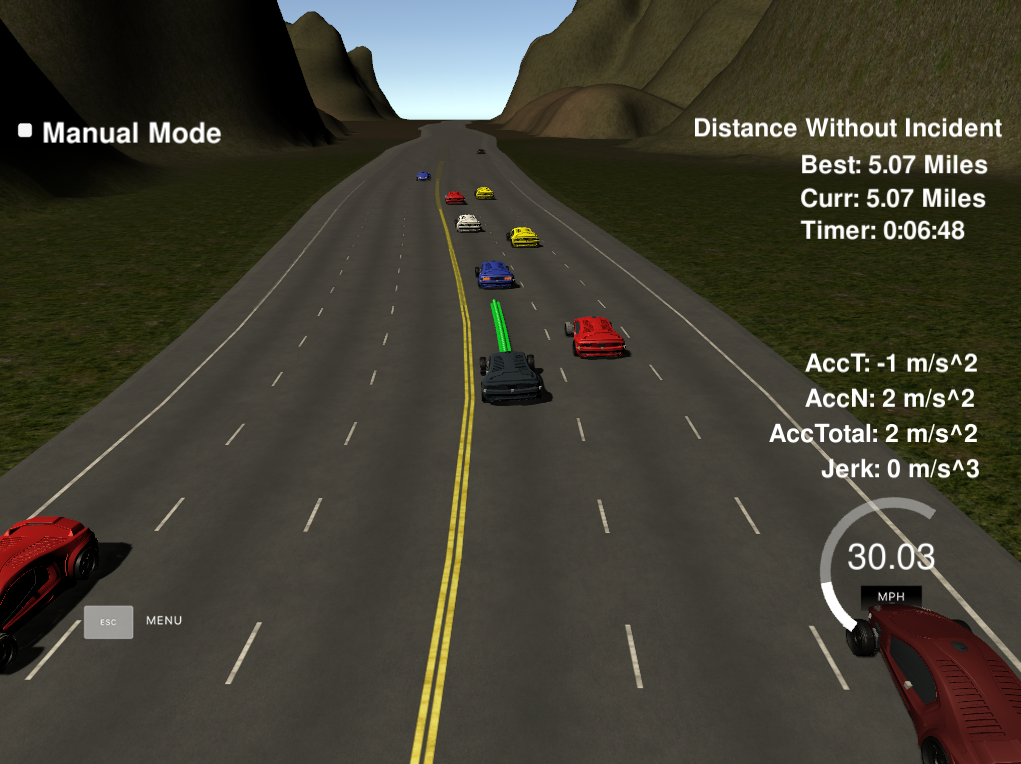 Manual Mode
Distance Without Incident
Best: 5.07 Miles
Curr: 5.07 Miles
Timer: 0:06:48
AccT: -1 m/s^2
AccN: 2 m/s^2
AccTotal: 2 m/s^2
Jerk: 0 m/s^3
30.03
MPH
ESC MENU